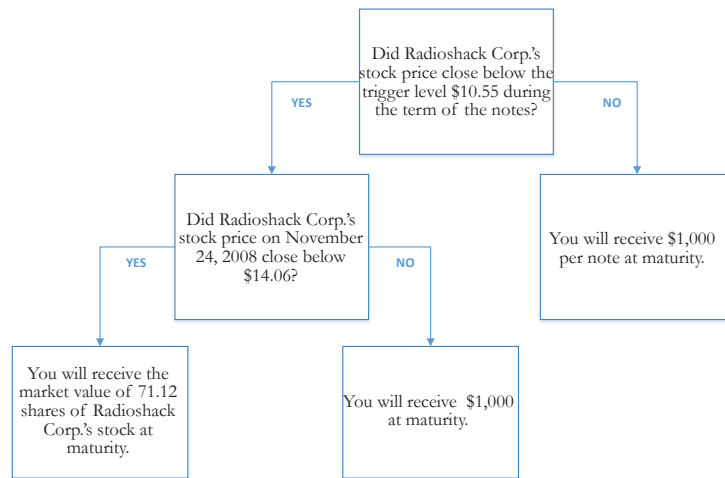 Did Radioshack Corp.'s
stock price close below the
trigger level $10.55 during
the term of the notes?
YES
NO
Did Radioshack Corp.'s
stock price on November
24, 2008 close below
$14.06?
You will receive $1,000
per note at maturity.
YES
NO
You will receive the
market value of 71.12
shares of Radioshack
Corp.'s stock at
maturity.
You will receive $1,000
at maturity.